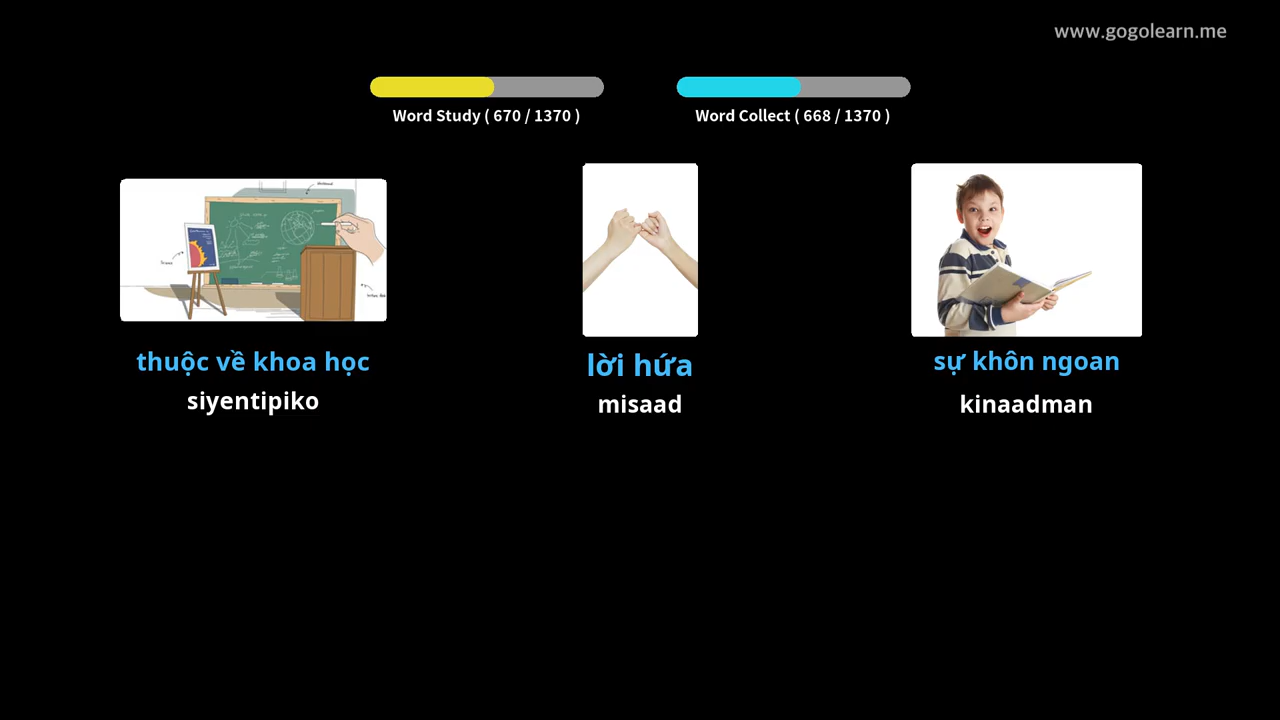 www.gogolearn.me
Word Study ( 670 / 1370 )
Word Collect ( 668 / 1370 )
thuộc về khoa học
siyentipiko
lời hứa
misaad
sự khôn ngoan
kinaadman